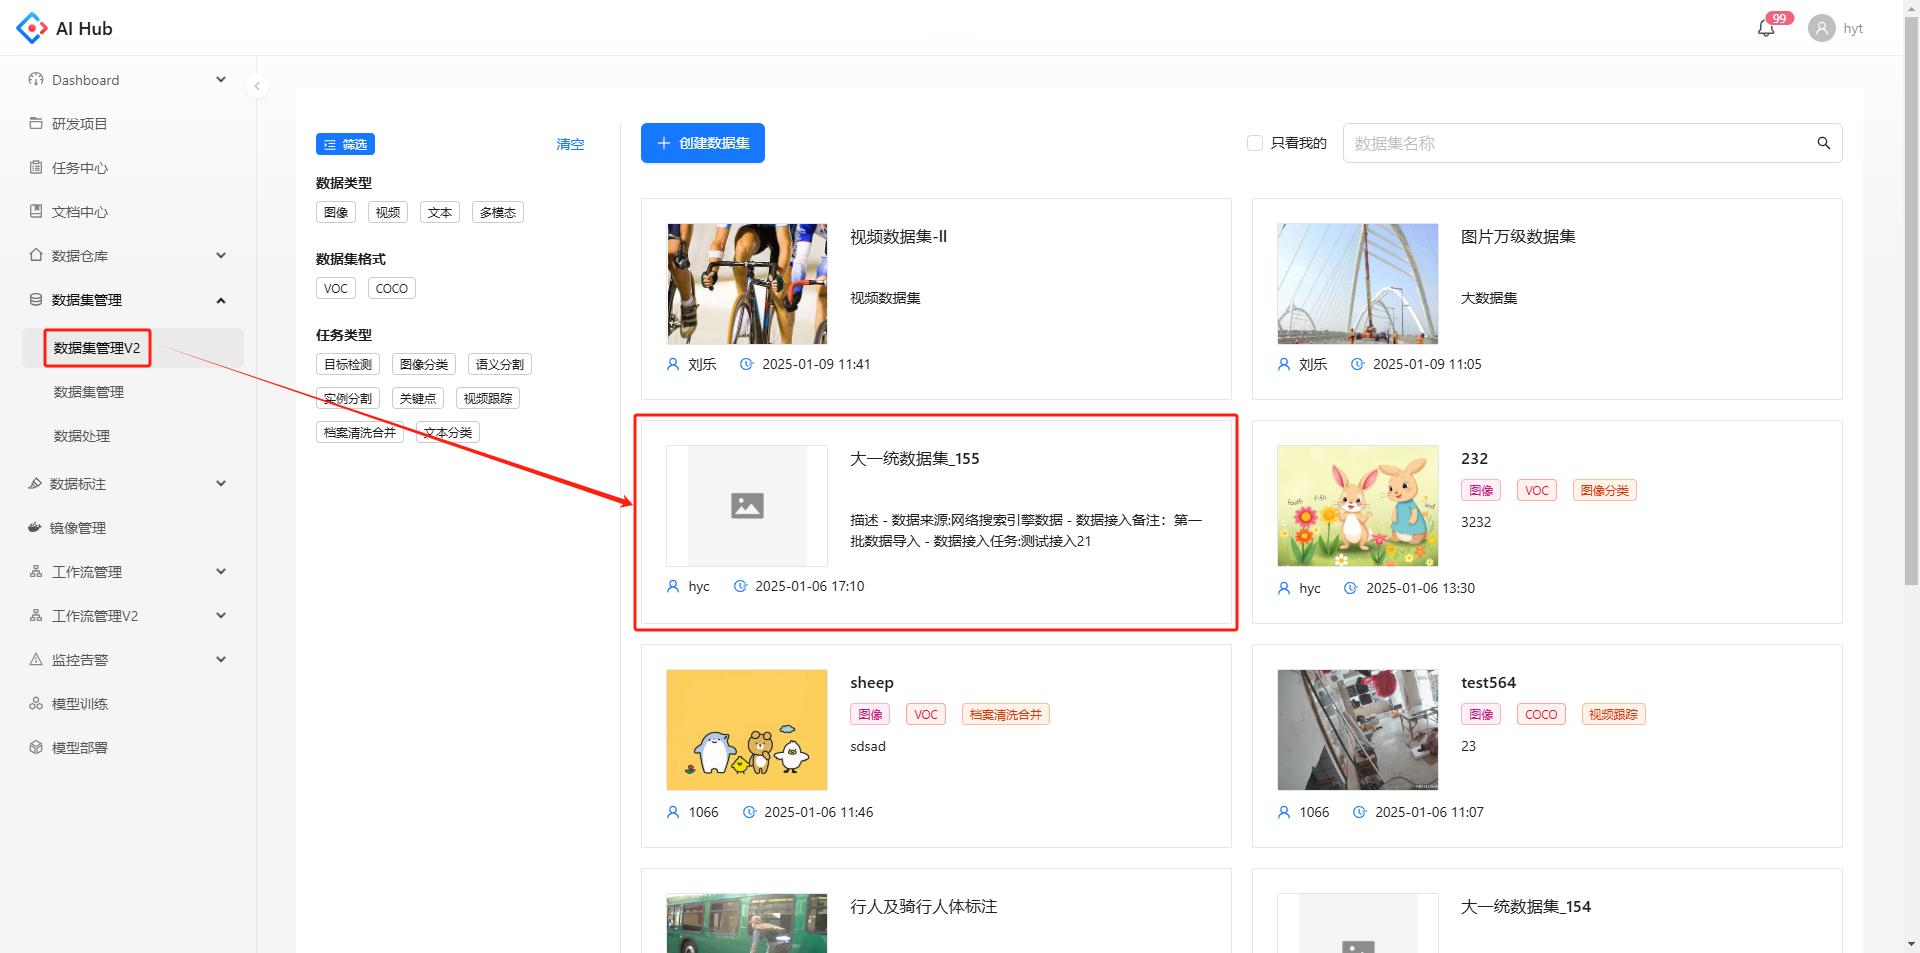 AI Hub
99
hyt
Dashboard
研发项目
任务中心
文档中心
数据仓库
数据集管理
数据集管理V2
数据集管理
数据处理
数据标注
镜像管理
工作流管理
工作流管理V2
监控告警
模型训练
模型部署
筛选
清空
数据类型
图像 视频 文本 多模态
数据集格式
VOC COCO
任务类型
目标检测 图像分类 语义分割
实例分割 关键点 视频跟踪
档案清洗合并 文本分类
创建数据集
只看我的
数据集名称
视频数据集-II
视频数据集
刘乐 2025-01-09 11:41
图片万级数据集
大数据集
刘乐 2025-01-09 11:05
大一统数据集_155
描述 - 数据来源:网络搜索引擎数据 - 数据接入备注：第一
批数据导入 - 数据接入任务:测试接入21
hyc 2025-01-06 17:10
232
图像 VOC 图像分类
3232
fouth fifth and
hyc 2025-01-06 13:30
sheep
图像 VOC 档案清洗合并
sdsad
1066 2025-01-06 11:46
test564
图像 COCO 视频跟踪
23
1066 2025-01-06 11:07
行人及骑行人体标注
大一统数据集_154